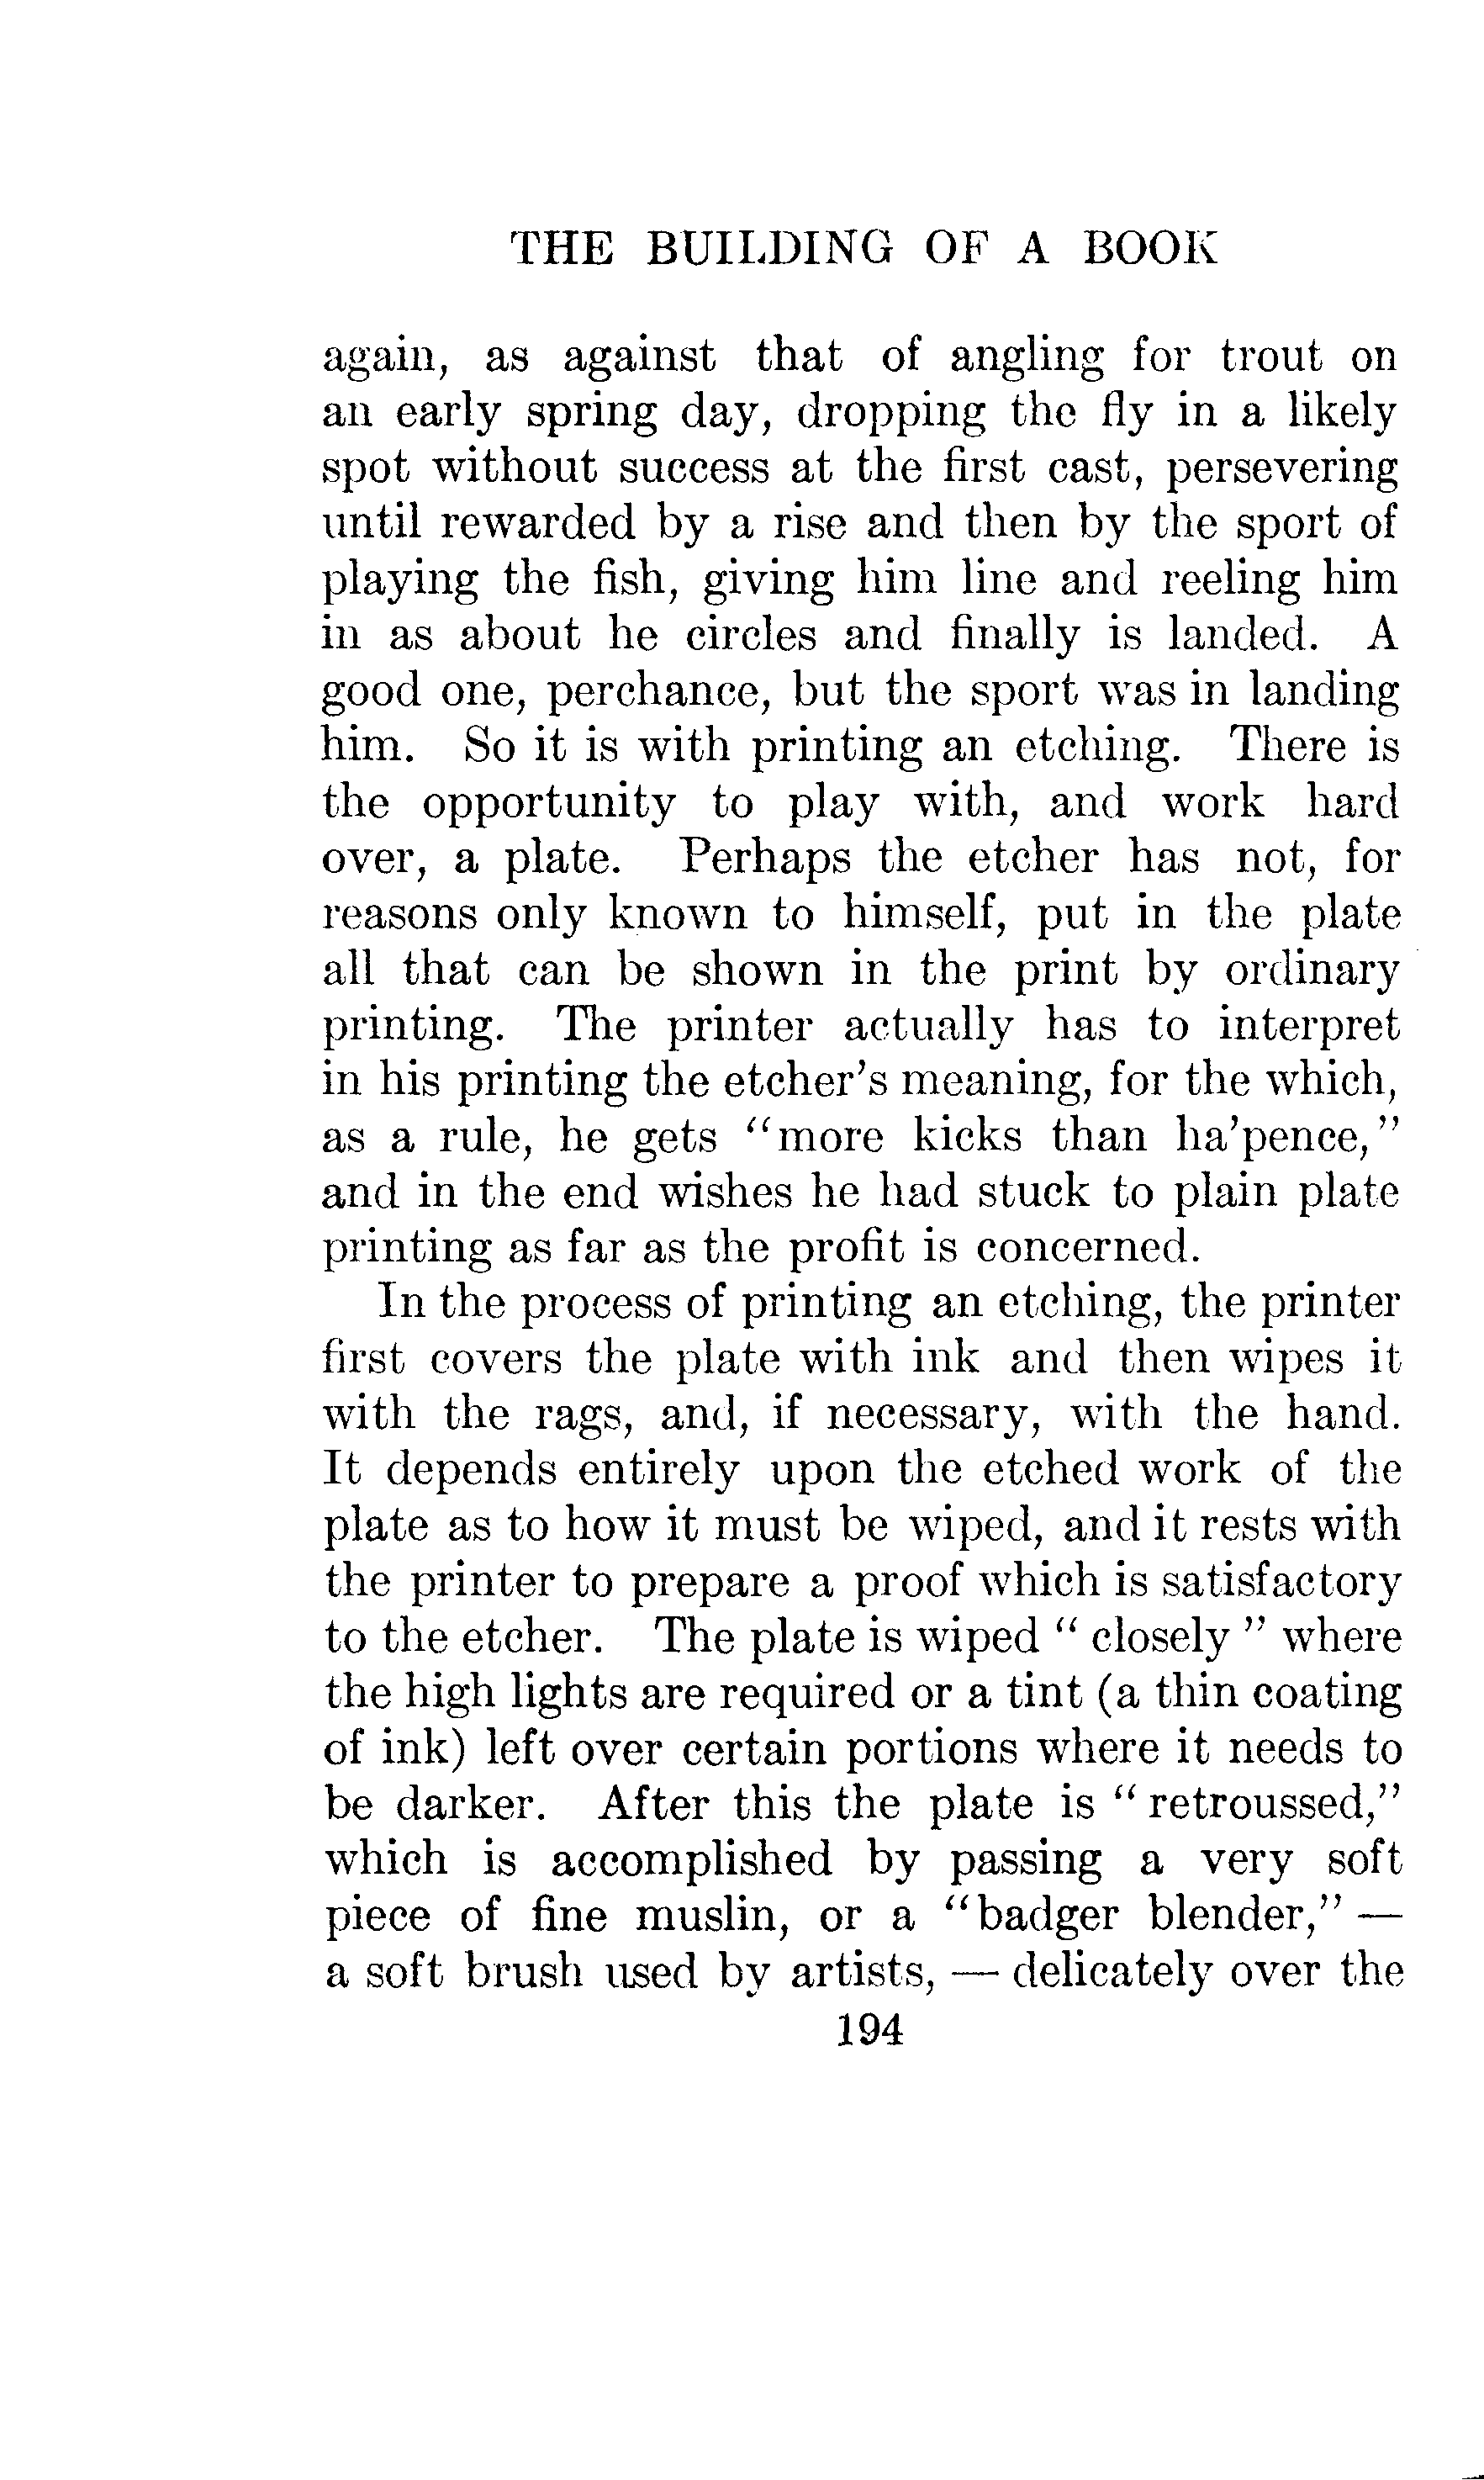 THE BUILDING OF A BOOK
again, as against that of angling for trout on
an early spring day, dropping the fly in a likely
spot without success at the first cast, persevering
until rewarded by a rise and then by the sport of
playing the fish, giving him line and reeling him
in as about he circles and finally is landed. A
good one, perchance, but the sport was in landing
him. So it is with printing an etching. There is
the opportunity to play with, and work hard
over, a plate. Perhaps the etcher has not, for
reasons only known to himself, put in the plate
all that can be shown in the print by ordinary
printing. The printer actually has to interpret
in his printing the etcher's meaning, for the which,
as a rule, he gets "more kicks than ha'pence,"
and in the end wishes he had stuck to plain plate
printing as far as the profit is concerned.
In the process of printing an etching, the printer
first covers the plate with ink and then wipes it
with the rags, and, if necessary, with the hand.
It depends entirely upon the etched work of the
plate as to how it must be wiped, and it rests with
the printer to prepare a proof which is satisfactory
to the etcher. The plate is wiped " closely " where
the high lights are required or a tint (a thin coating
of ink) left over certain portions where it needs to
be darker. After this the plate is " retroussed,"
which is accomplished by passing a very soft
piece of fine muslin, or a "badger blender," —
a soft brush used by artists, — delicately over the
194